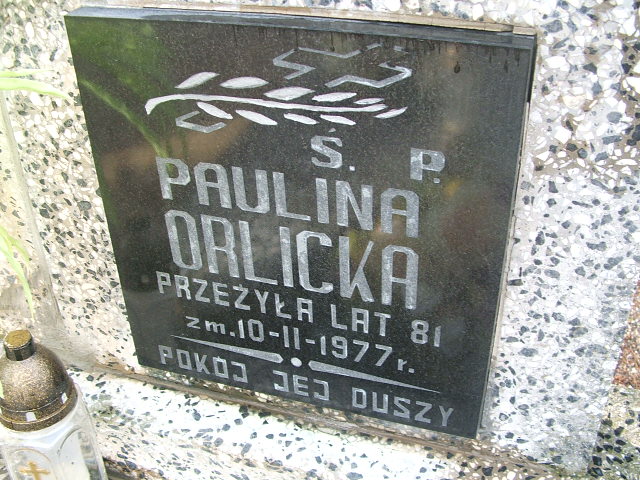 Ś. P.
PAULINA
ORLICKA
PRZEŻYŁA LAT 81
zm. 10-11-1977 r.
POKÓJ JEJ DUSZY